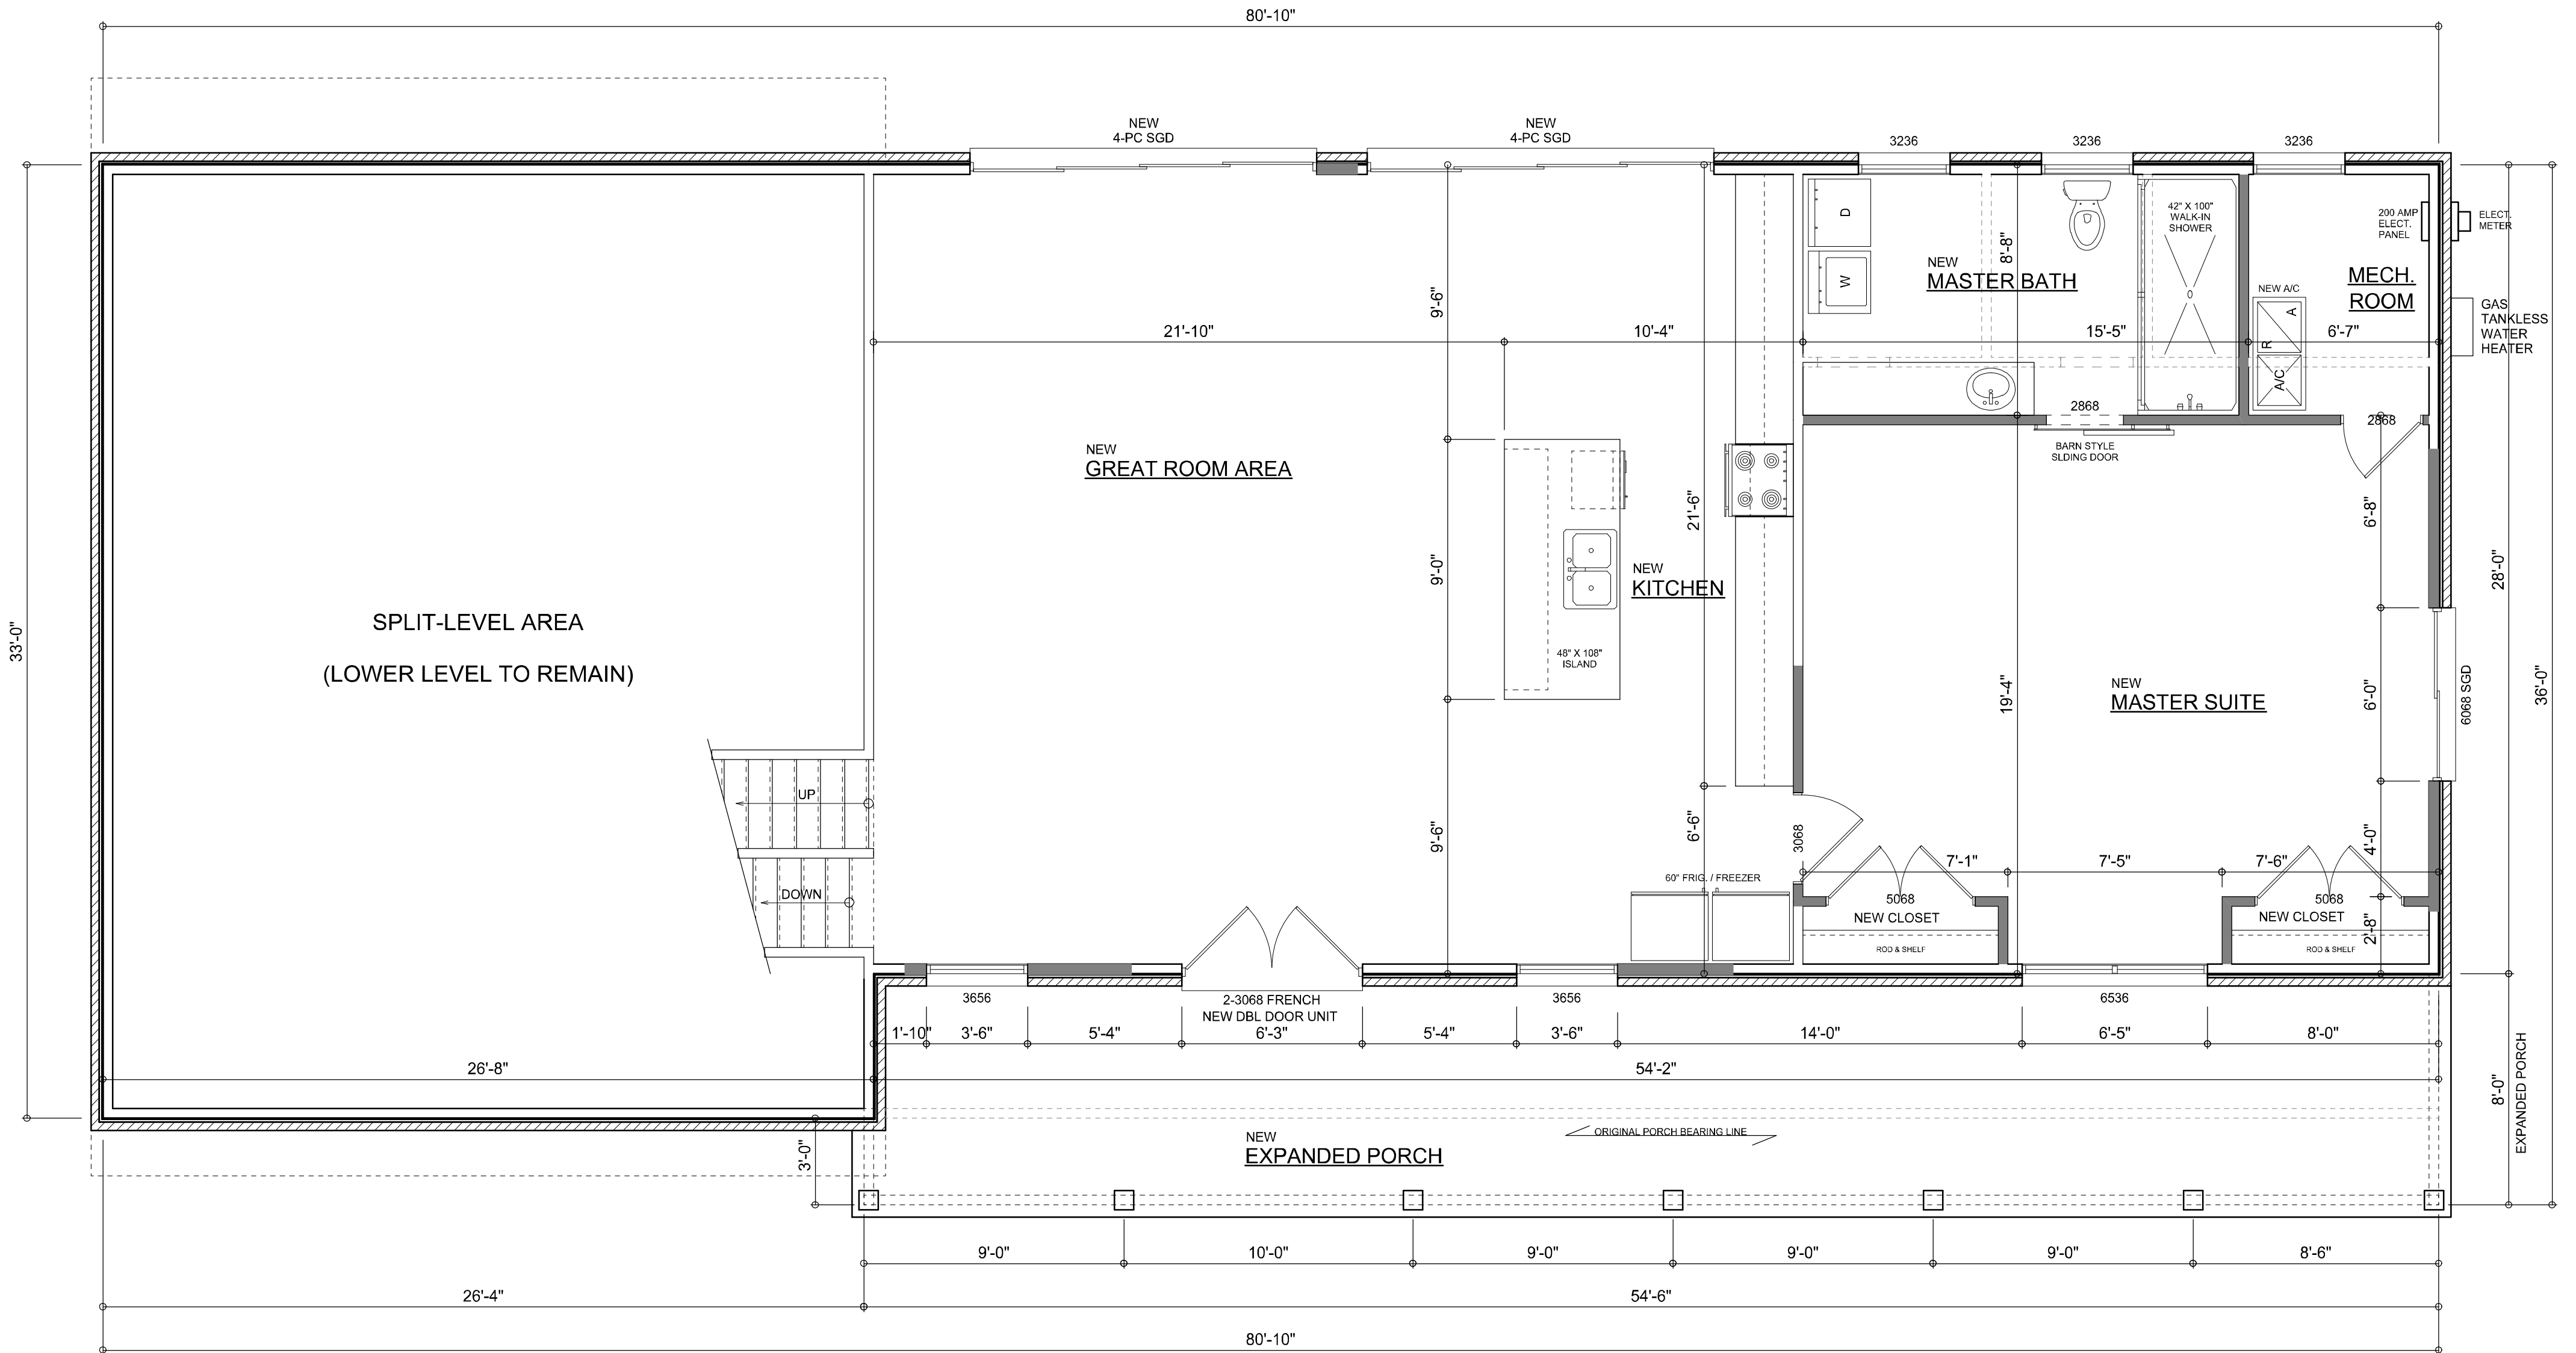 80'-10"
NEW
4-PC SGD
NEW
4-PC SGD
3236
3236
3236
D
W
NEW
MASTER BATH
8'-8"
42" X 100"
WALK-IN
SHOWER
200 AMP
ELECT.
PANEL
ELECT.
METER
MECH.
ROOM
NEW A/C
A
R
A/C
GAS
TANKLESS
WATER
HEATER
9'-6"
21'-10"
10'-4"
15'-5"
6'-7"
2868
2868
BARN STYLE
SLDING DOOR
NEW
GREAT ROOM AREA
21'-6"
6'-8"
9'-0"
NEW
KITCHEN
28'-0"
33'-0"
SPLIT-LEVEL AREA
(LOWER LEVEL TO REMAIN)
48" X 108"
ISLAND
19'-4"
NEW
MASTER SUITE
6'-0"
6068 SGD
36'-0"
UP
DOWN
9'-6"
6'-6"
3068
4'-0"
7'-1"
7'-5"
7'-6"
60" FRIG. / FREEZER
5068
NEW CLOSET
ROD & SHELF
5068
NEW CLOSET
ROD & SHELF
2'-8"
3656
2-3068 FRENCH
NEW DBL DOOR UNIT
3656
6536
1'-10"
3'-6"
5'-4"
6'-3"
5'-4"
3'-6"
14'-0"
6'-5"
8'-0"
26'-8"
54'-2"
8'-0"
EXPANDED PORCH
3'-0"
NEW
EXPANDED PORCH
ORIGINAL PORCH BEARING LINE
9'-0"
10'-0"
9'-0"
9'-0"
9'-0"
8'-6"
26'-4"
54'-6"
80'-10"